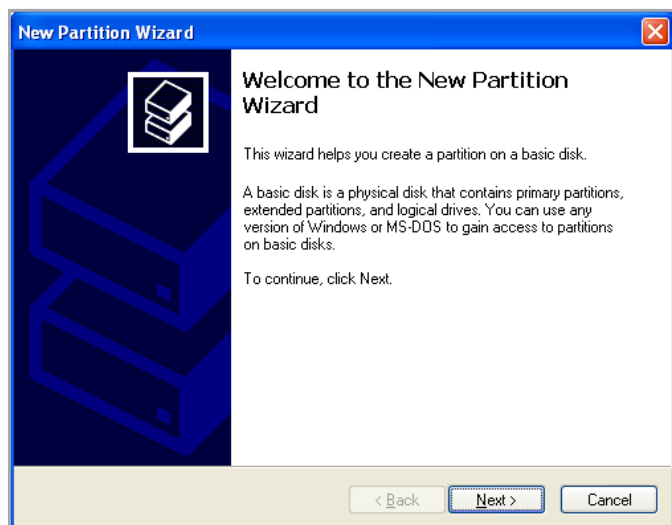 New Partition Wizard
Welcome to the New Partition
Wizard
This wizard helps you create a partition on a basic disk.
A basic disk is a physical disk that contains primary partitions,
extended partitions, and logical drives. You can use any
version of Windows or MS-DOS to gain access to partitions
on basic disks.
To continue, click Next.
< Back Next > Cancel